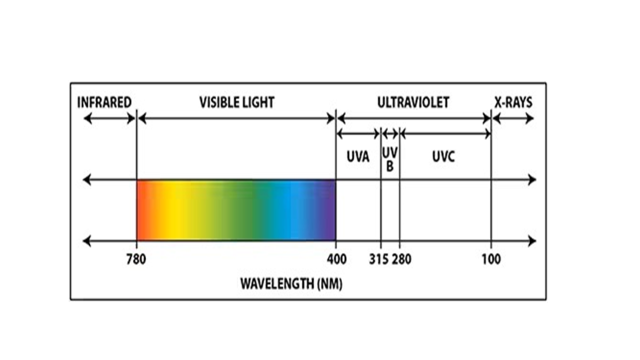 INFRARED VISIBLE LIGHT ULTRAVIOLET X-RAYS
UVA UV B UVC
780 400 315 280 100
WAVELENGTH (NM)